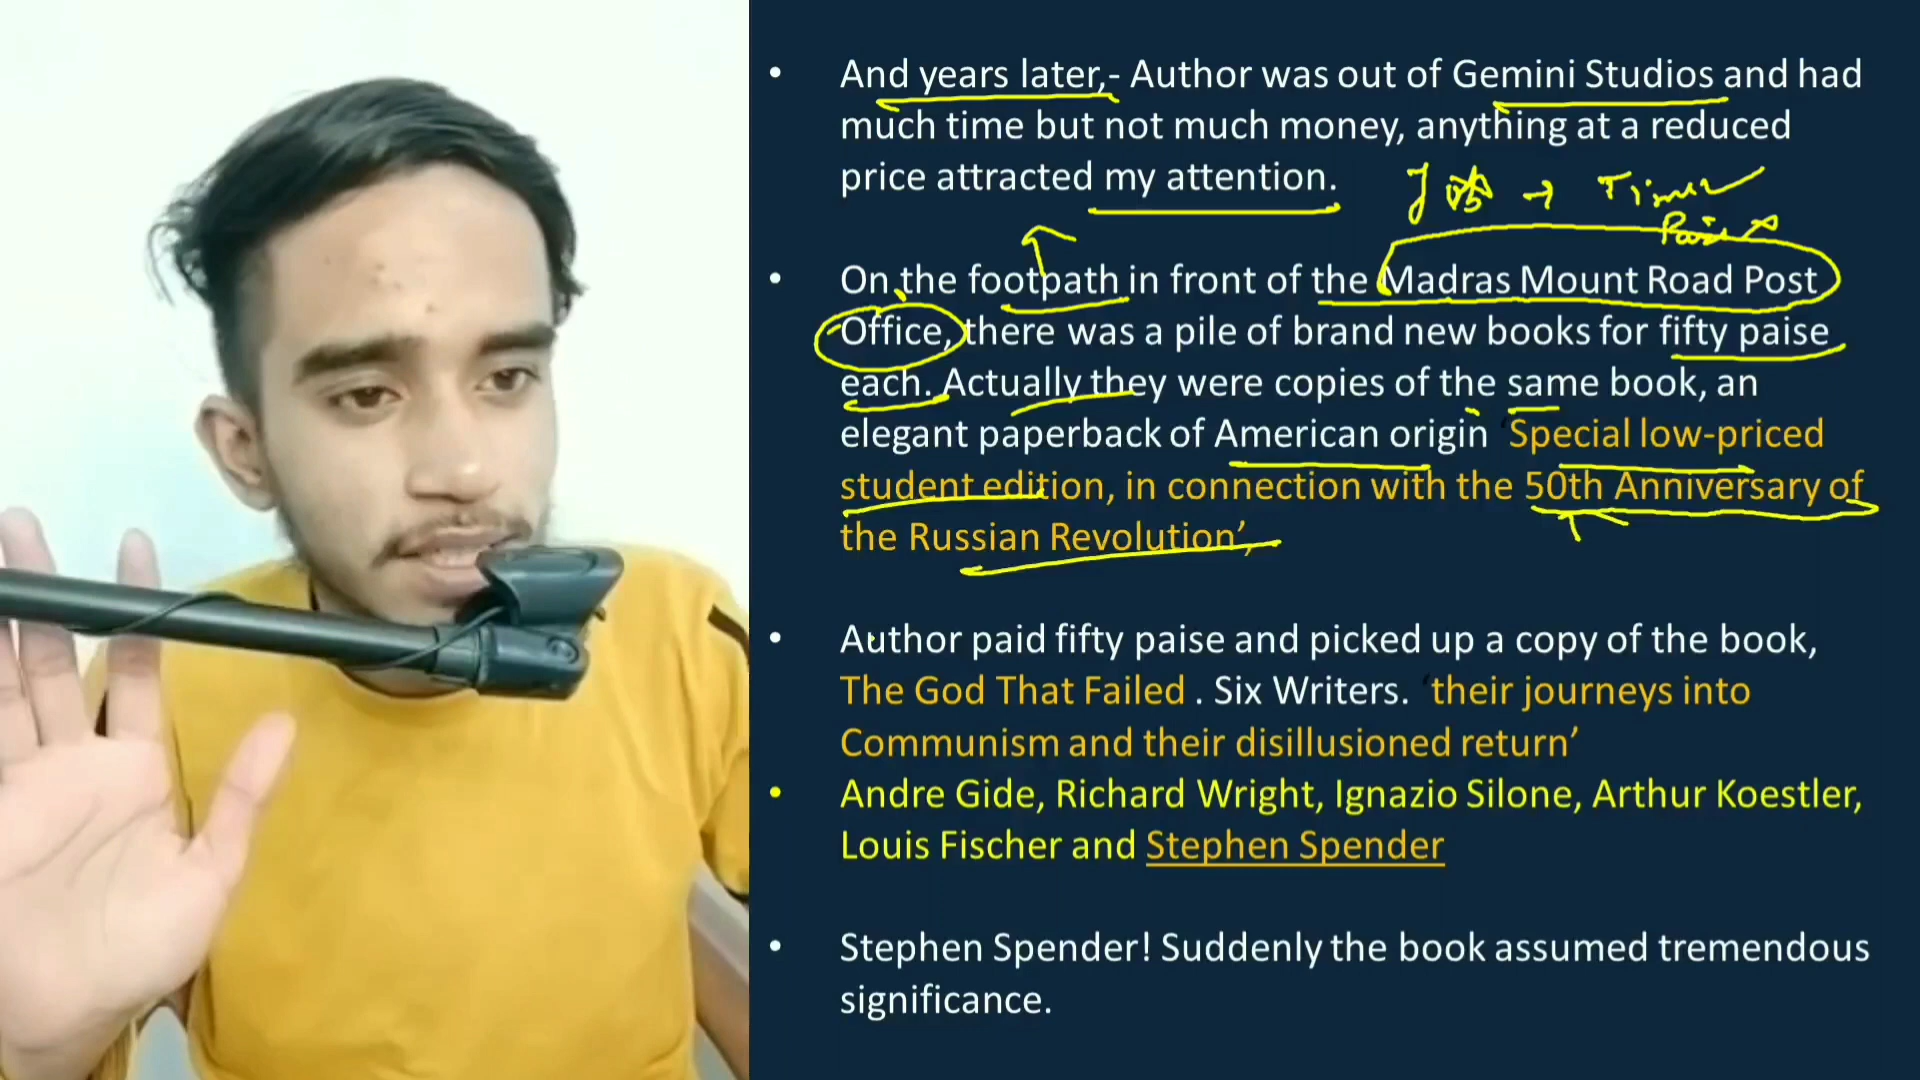 • And years later,- Author was out of Gemini Studios and had
much time but not much money, anything at a reduced
price attracted my attention.
• On the footpath in front of the Madras Mount Road Post
Office, there was a pile of brand new books for fifty paise
each. Actually they were copies of the same book, an
elegant paperback of American origin ‘Special low-priced
student edition, in connection with the 50th Anniversary of
the Russian Revolution’,
• Author paid fifty paise and picked up a copy of the book,
The God That Failed . Six Writers. ‘their journeys into
Communism and their disillusioned return’
• Andre Gide, Richard Wright, Ignazio Silone, Arthur Koestler,
Louis Fischer and Stephen Spender
• Stephen Spender! Suddenly the book assumed tremendous
significance.